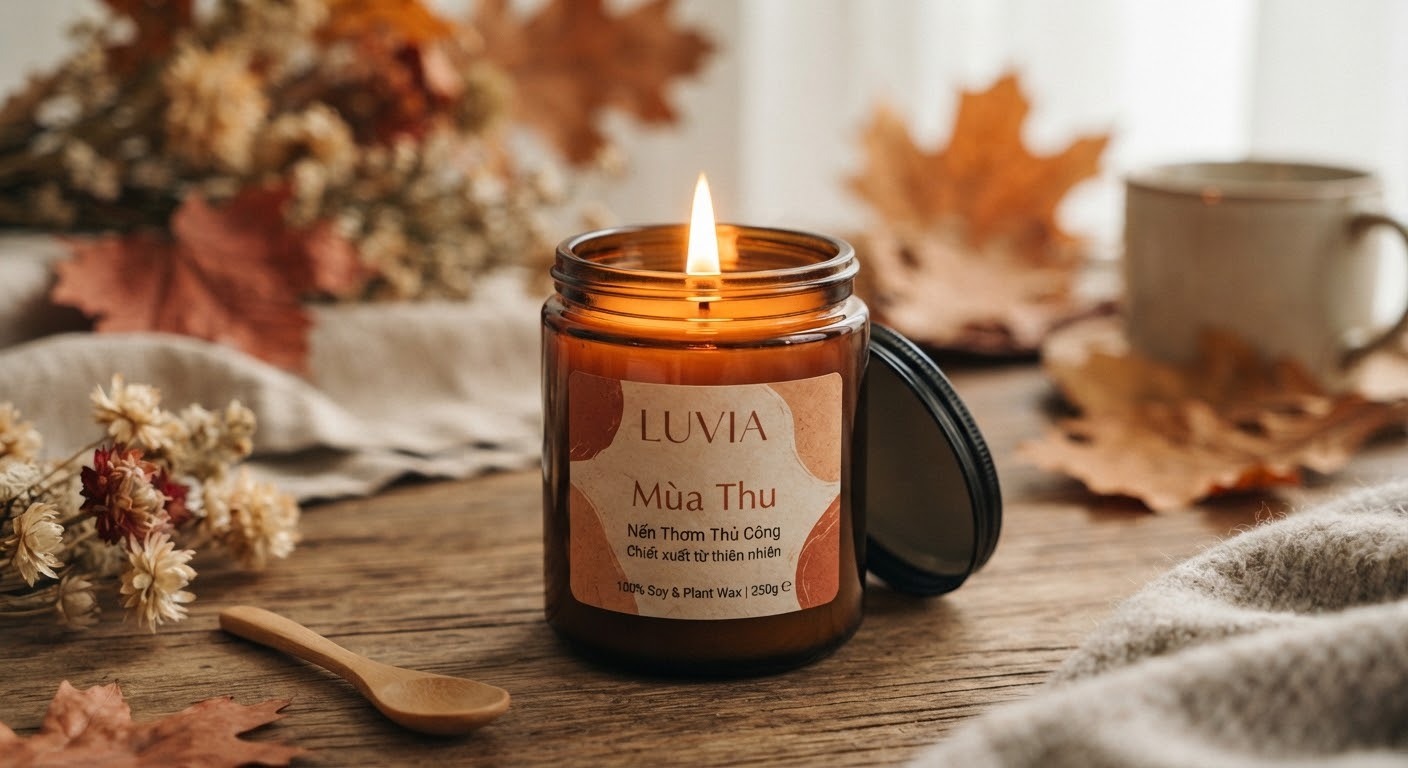 LUVIA
Mùa Thu
Nến Thơm Thủ Công
Chiết xuất từ thiên nhiên
100% Soy & Plant Wax | 250g ℮